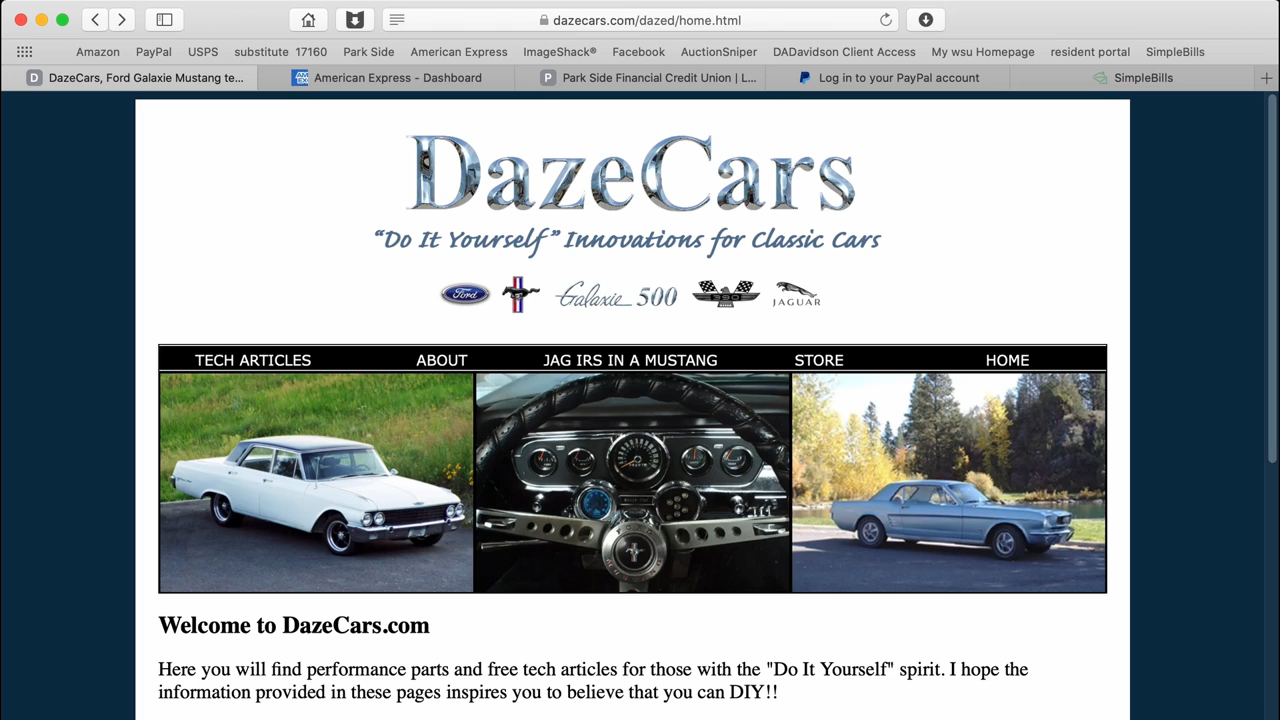 dazecars.com/dazed/home.html
Amazon PayPal USPS substitute 17160 Park Side American Express ImageShack® Facebook AuctionSniper DADavidson Client Access My wsu Homepage resident portal SimpleBills
D DazeCars, Ford Galaxie Mustang te... AM EX American Express - Dashboard P Park Side Financial Credit Union | L... Log in to your PayPal account SimpleBills
DazeCars
“Do It Yourself” Innovations for Classic Cars
Ford Galaxie 500 390 JAGUAR
TECH ARTICLES ABOUT JAG IRS IN A MUSTANG STORE HOME
Welcome to DazeCars.com
Here you will find performance parts and free tech articles for those with the "Do It Yourself" spirit. I hope the
information provided in these pages inspires you to believe that you can DIY!!